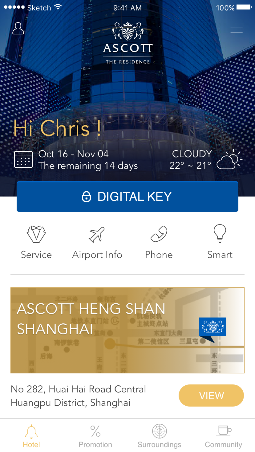 Sketch 9:41 AM 100%
ASCOTT
THE RESIDENCE
Hi Chris !
Oct 16 - Nov 04 CLOUDY
The remaining 14 days 22° ~ 21°
DIGITAL KEY
Service Airport Info Phone Smart
ASCOTT HENG SHAN
SHANGHAI
No 282, Huai Hai Road Central
Huangpu District, Shanghai
VIEW
Hotel Promotion Surroundings Community